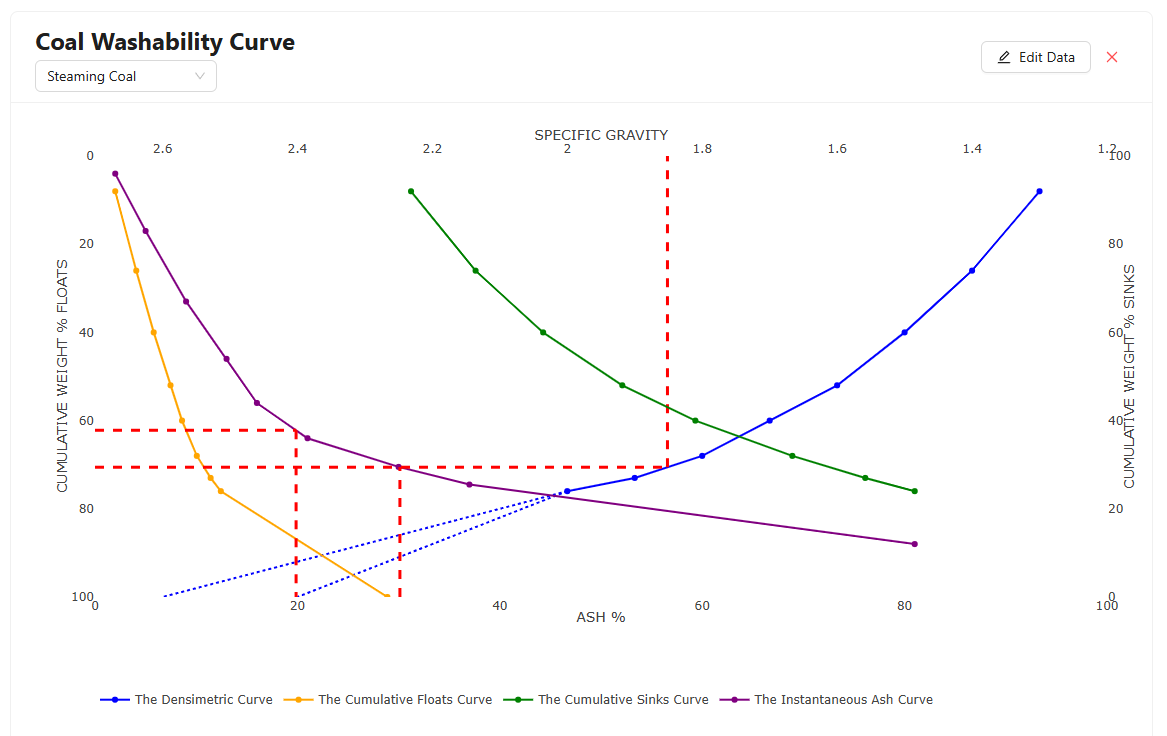 Coal Washability Curve
Steaming Coal
Edit Data
SPECIFIC GRAVITY
2.6 2.4 2.2 2 1.8 1.6 1.4 1.2
0 100
20 80
40 60
60 40
80 20
100 0
CUMULATIVE WEIGHT % FLOATS
CUMULATIVE WEIGHT % SINKS
0 20 40 60 80 100
ASH %
The Densimetric Curve The Cumulative Floats Curve The Cumulative Sinks Curve The Instantaneous Ash Curve